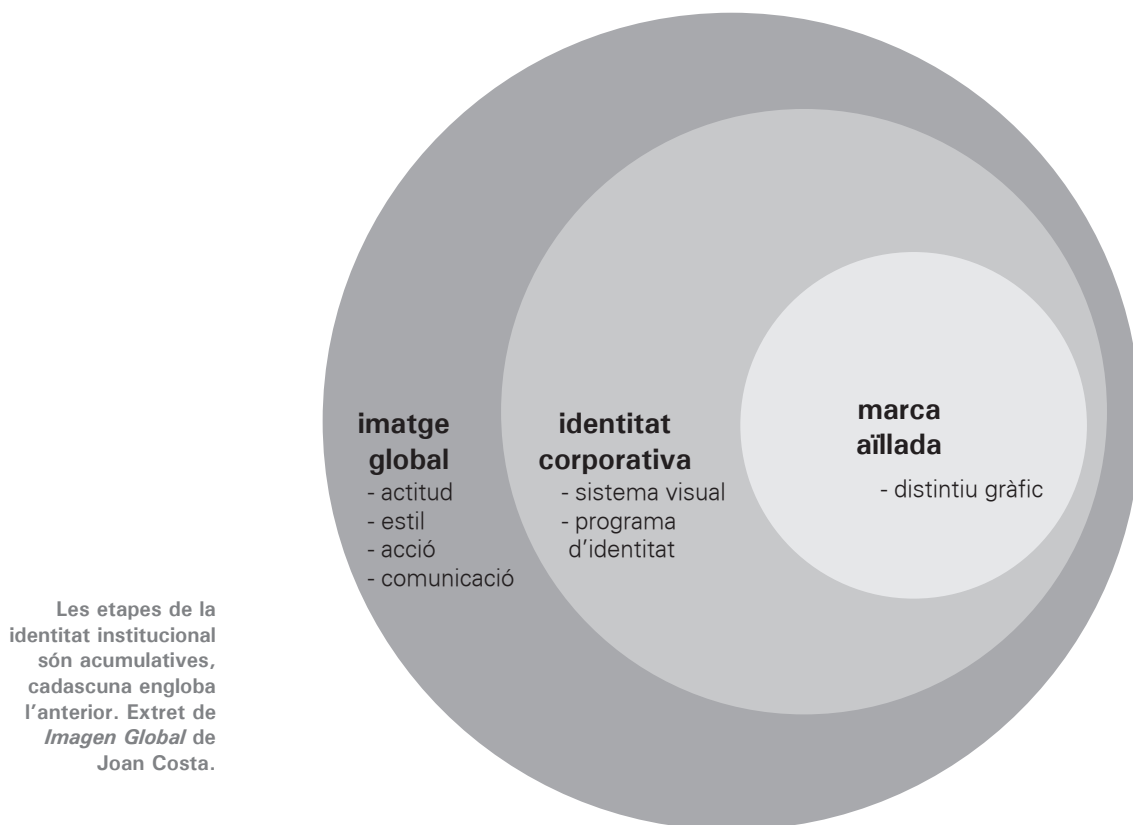 imatge
global
- actitud
- estil
- acció
- comunicació
identitat
corporativa
- sistema visual
- programa
d’identitat
marca
aïllada
- distintiu gràfic
Les etapes de la
identitat institucional
són acumulatives,
cadascuna engloba
l’anterior. Extret de
Imagen Global de
Joan Costa.